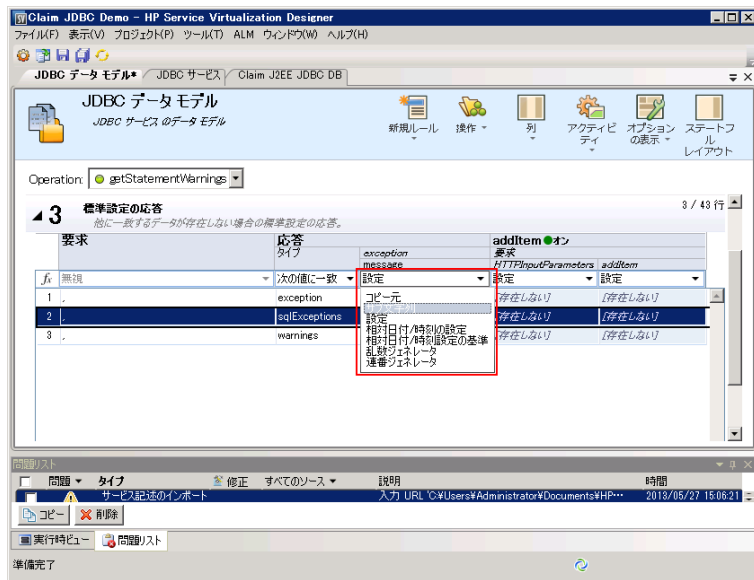 Claim JDBC Demo - HP Service Virtualization Designer
ファイル(F) 表示(V) プロジェクト(P) ツール(T) ALM ウィンドウ(W) ヘルプ(H)
JDBC データ モデル* JDBC サービス Claim J2EE JDBC DB
JDBC データ モデル
JDBC サービス のデータ モデル
新規ルール 操作 列 アクティビティ オプションの表示 ステートフル レイアウト
Operation: getStatementWarnings
3 標準設定の応答 3 / 43 行
他に一致するデータが存在しない場合の標準設定の応答。
要求 応答 addItem オン
タイプ exception 要求
message HTTPInputParameters addItem
fx 無視 次の値に一致 設定 設定 設定
1 exception [存在しない] [存在しない]
2 sqlExceptions [存在しない] [存在しない]
3 warnings [存在しない] [存在しない]
コピー元
サブ文字列
設定
相対日付/時刻の設定
相対日付/時刻設定の基準
乱数ジェネレータ
連番ジェネレータ
問題リスト
問題 タイプ 修正 すべてのソース 説明 時間
サービス記述のインポート 入力 URL 'C:¥Users¥Administrator¥Documents¥HP… 2013/05/27 15:06:21
コピー 削除
実行時ビュー 問題リスト
準備完了